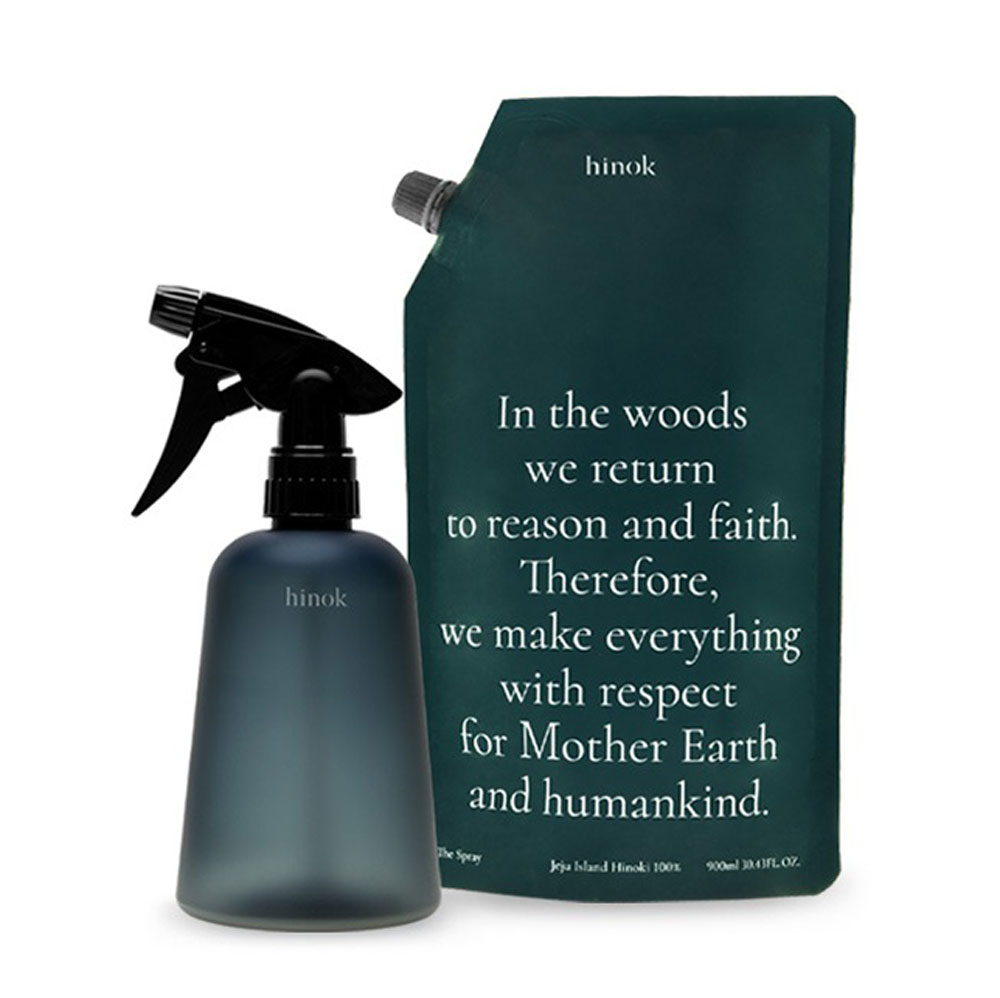 hinok
In the woods
we return
to reason and faith.
Therefore,
we make everything
with respect
for Mother Earth
and humankind.
The Spray Jeju Island Hinoki 100% 900ml 30.43FL. OZ.
hinok